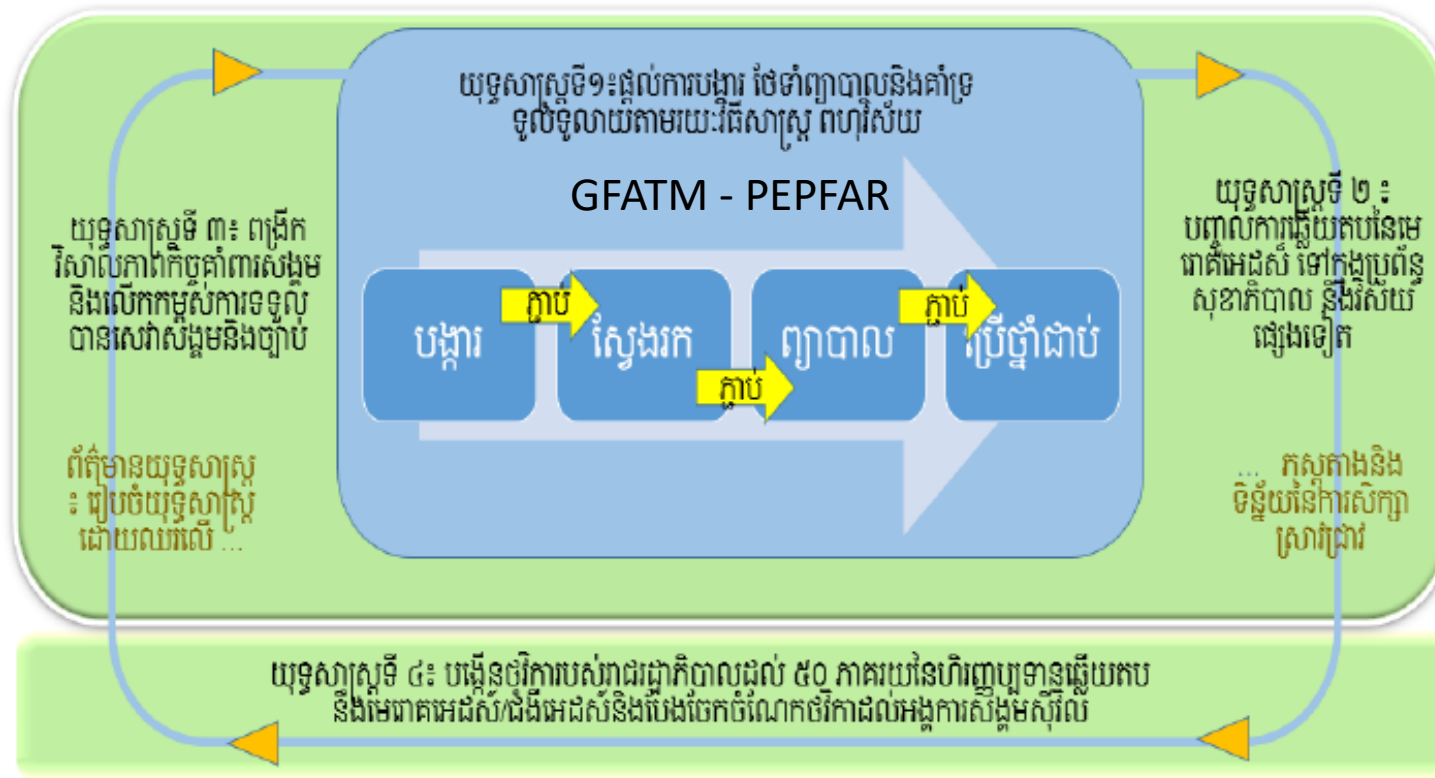 យុទ្ធសាស្ត្រទី១៖ផ្តល់ការបង្ការ ថែទាំព្យាបាលនិងគាំទ្រ
ទូលំទូលាយតាមរយៈវិធីសាស្ត្រ ពហុវិស័យ
GFATM - PEPFAR
យុទ្ធសាស្ត្រទី ៣៖ ពង្រីក
វិសាលភាពកិច្ចគាំពារសង្គម
និងលើកកម្ពស់ការទទួល
បានសេវាសង្គមនិងច្បាប់
បង្ការ
ភ្ជាប់
ស្វែងរក
ភ្ជាប់
ព្យាបាល
ភ្ជាប់
ប្រើថ្នាំជាប់
យុទ្ធសាស្ត្រទី ២ ៖
បញ្ចូលការឆ្លើយតបនៃមេ
រោគអេដស៍ ទៅក្នុងប្រព័ន្ធ
សុខាភិបាល និងវិស័យ
ផ្សេងទៀត
ព័ត៌មានយុទ្ធសាស្ត្រ
៖ រៀបចំយុទ្ធសាស្ត្រ
ដោយឈរលើ ...
... ភស្តុតាងនិង
ទិន្ន័យនៃការសិក្សា
ស្រាវជ្រាវ
យុទ្ធសាស្ត្រទី ៤៖ បង្កើនថវិការបស់រាជរដ្ឋាភិបាលដល់ ៥០ ភាគរយនៃហិរញ្ញប្បទានឆ្លើយតប
នឹងមេរោគអេដស៍/ជំងឺអេដស៍និងបែងចែកចំណែកថវិកាដល់អង្គការសង្គមស៊ីវិល